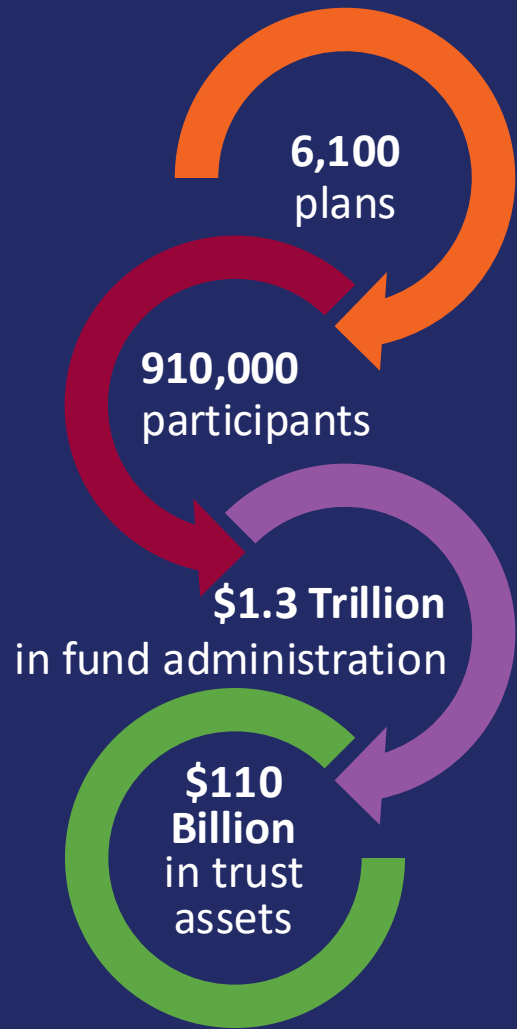 6,100
plans
910,000
participants
$1.3 Trillion
in fund administration
$110
Billion
in trust
assets